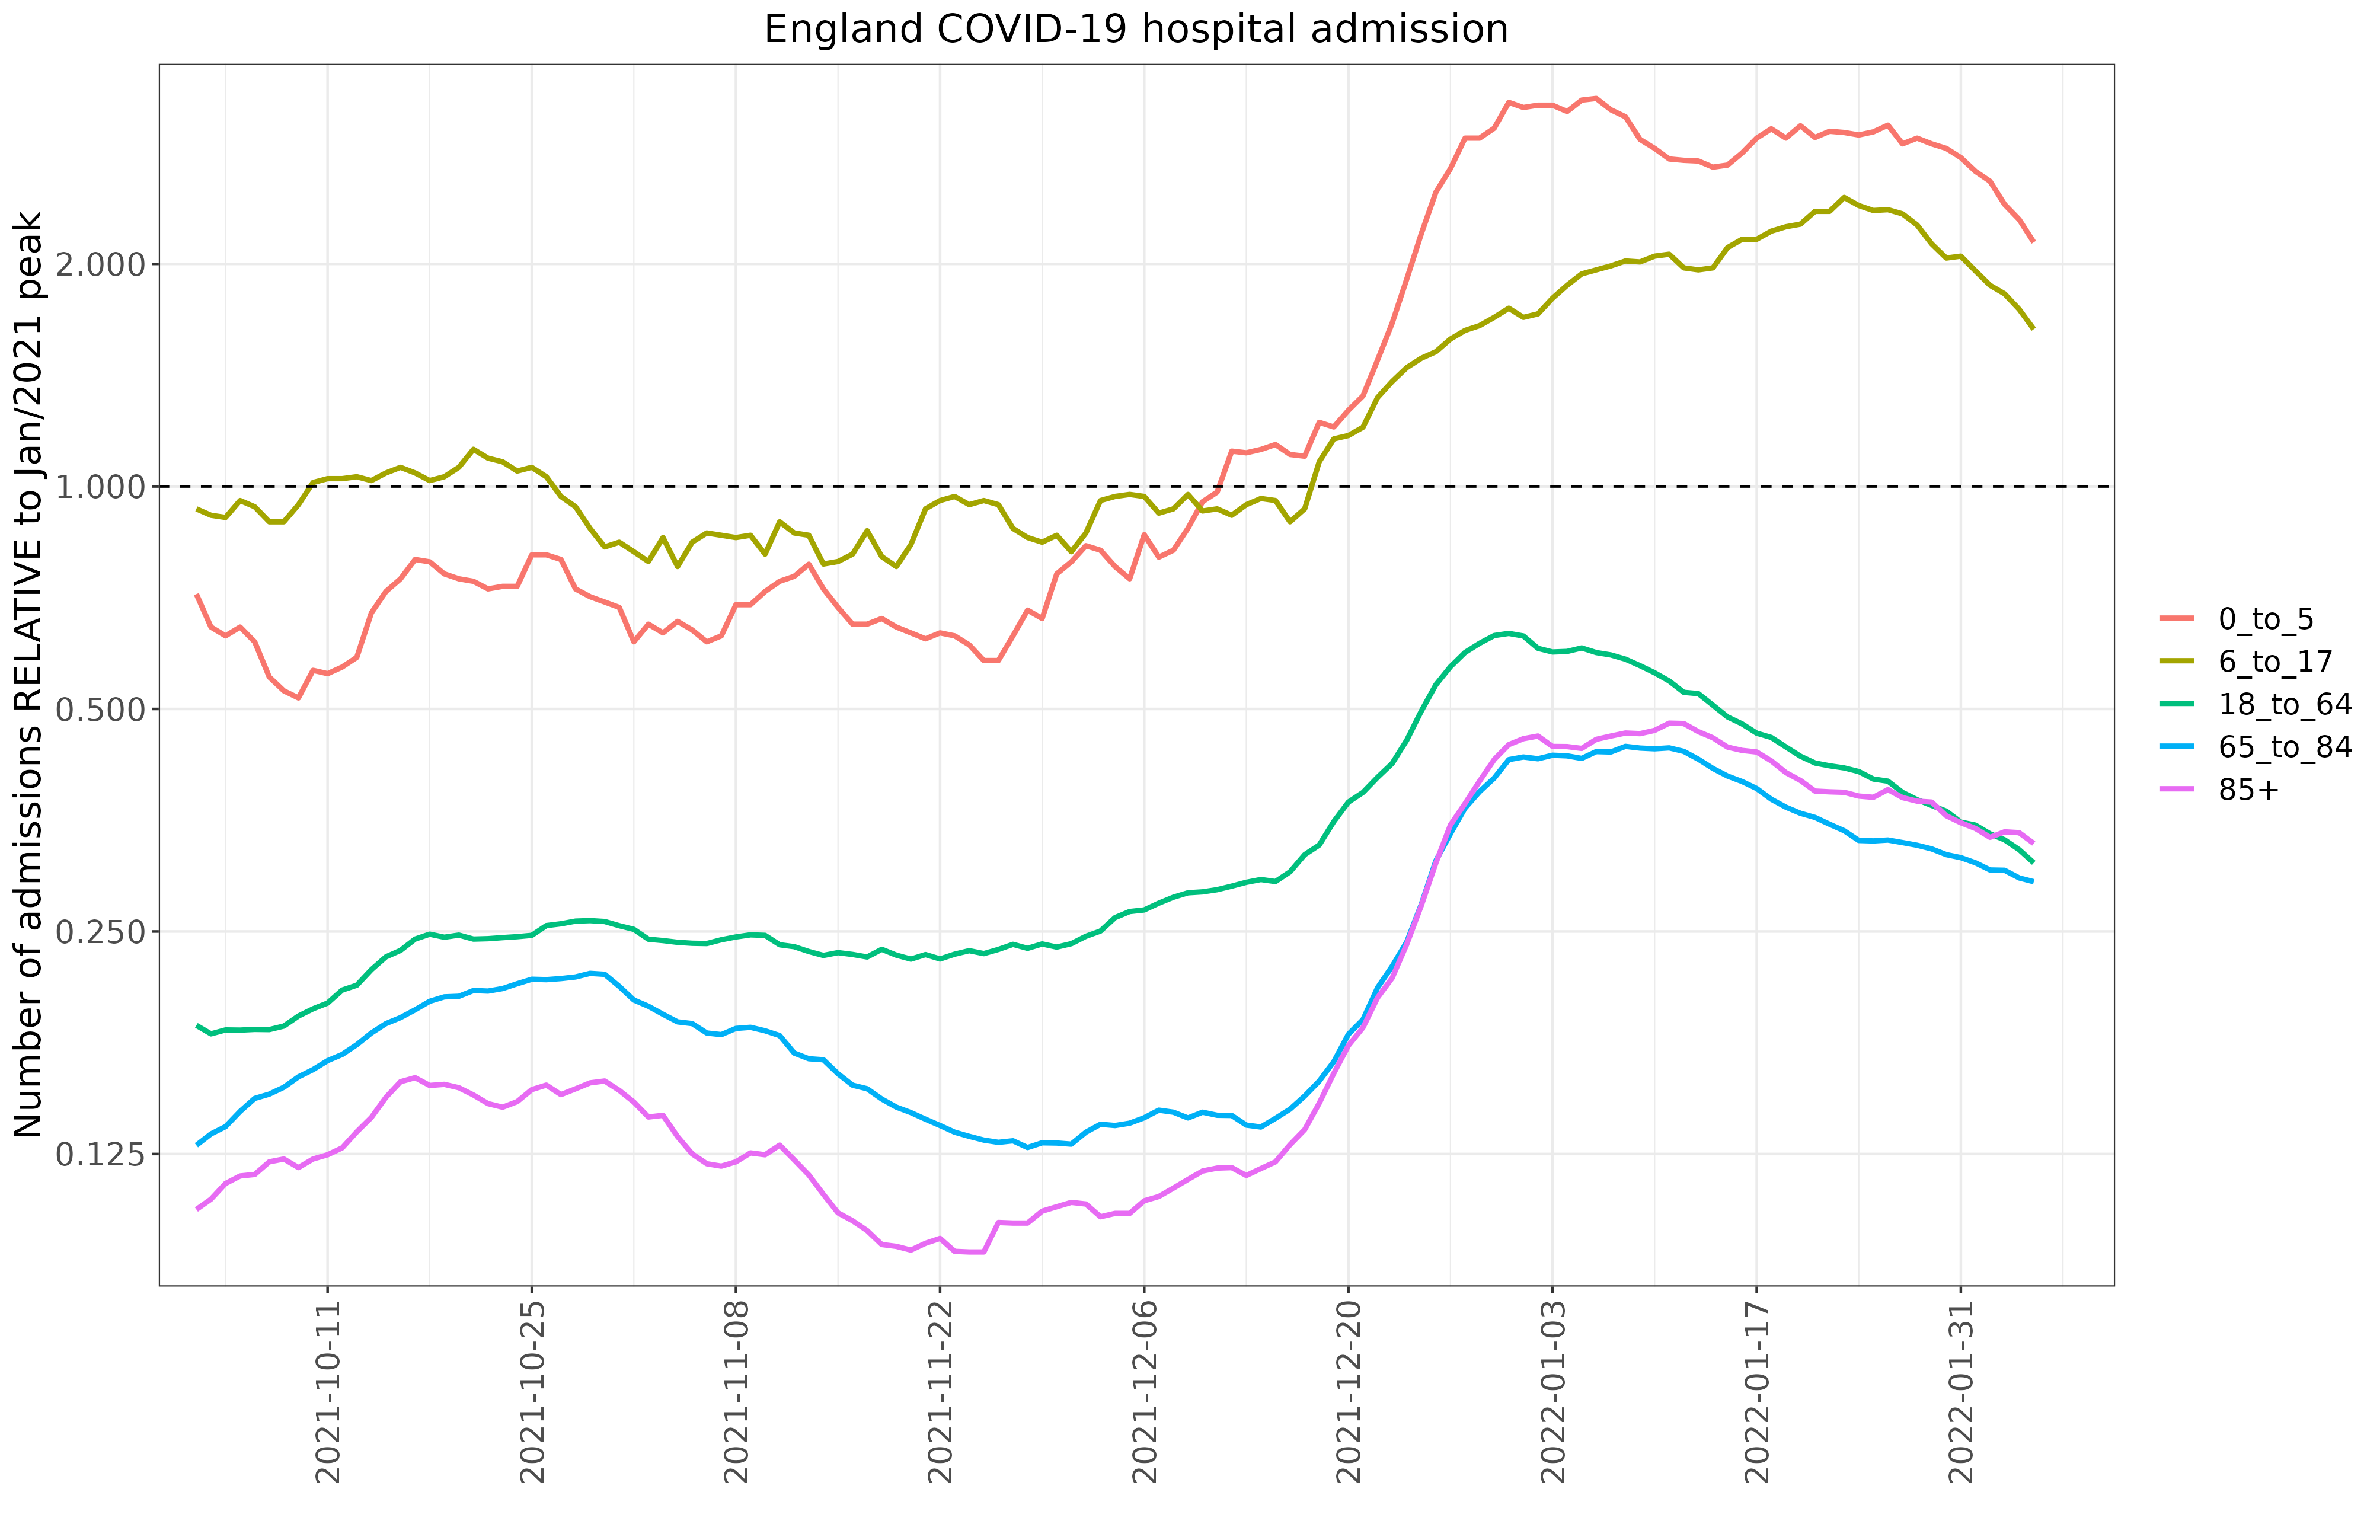 England COVID-19 hospital admission
Number of admissions RELATIVE to Jan/2021 peak
2.000
1.000
0.500
0.250
0.125
2021-10-11
2021-10-25
2021-11-08
2021-11-22
2021-12-06
2021-12-20
2022-01-03
2022-01-17
2022-01-31
0_to_5
6_to_17
18_to_64
65_to_84
85+